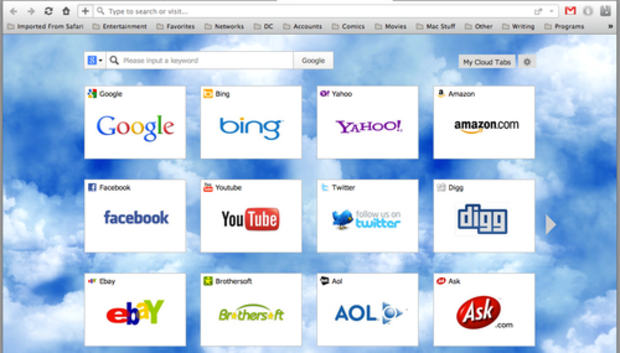 Type to search or visit...
Imported From Safari Entertainment Favorites Networks DC Accounts Comics Movies Mac Stuff Other Writing Programs »
Please input a keyword Google My Cloud Tabs
Google Bing Yahoo Amazon
Google bing YAHOO! amazon.com
Facebook Youtube Twitter Digg
facebook YouTube follow us on twitter digg
Ebay Brothersoft Aol Ask
ebay Brothersoft AOL Ask.com